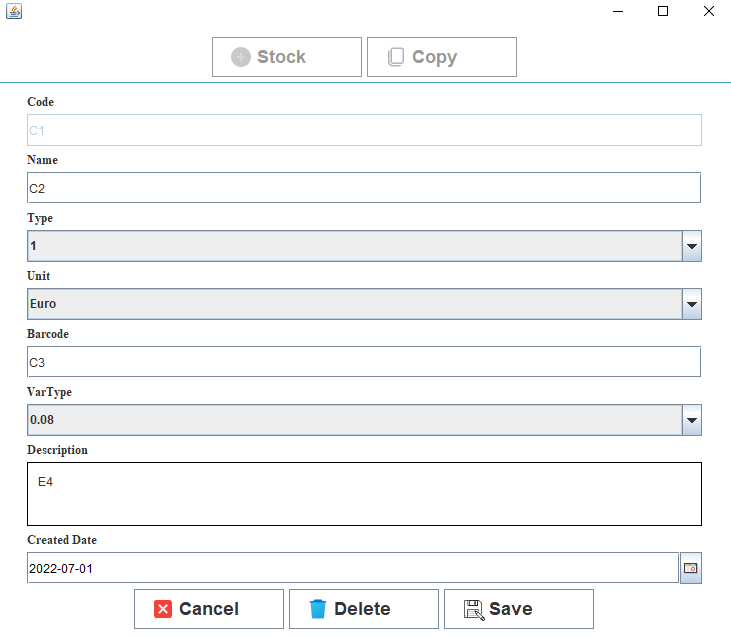 Stock Copy
Code
C1
Name
C2
Type
1
Unit
Euro
Barcode
C3
VarType
0.08
Description
E4
Created Date
2022-07-01
Cancel Delete Save